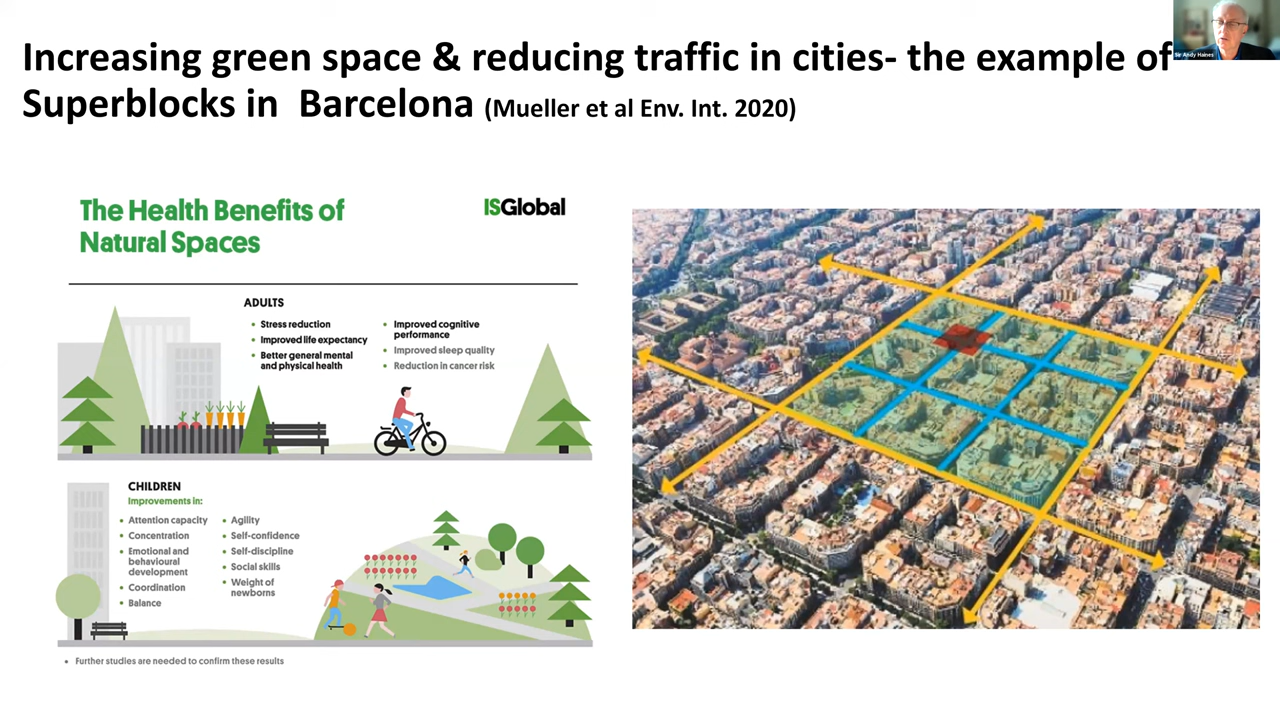 Increasing green space & reducing traffic in cities- the example of
Superblocks in Barcelona (Mueller et al Env. Int. 2020)
Sir Andy Haines
The Health Benefits of
Natural Spaces
ISGlobal
ADULTS
• Stress reduction
• Improved life expectancy
• Better general mental
and physical health
• Improved cognitive
performance
• Improved sleep quality
• Reduction in cancer risk
CHILDREN
Improvements in:
• Attention capacity
• Concentration
• Emotional and
behavioural
development
• Coordination
• Balance
• Agility
• Self-confidence
• Self-discipline
• Social skills
• Weight of
newborns
• Further studies are needed to confirm these results